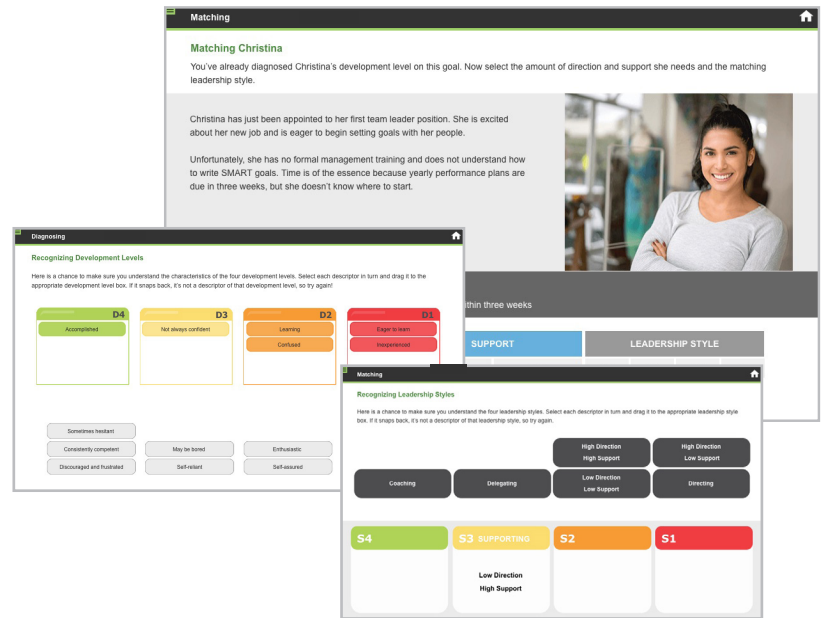 Matching
Matching Christina
You've already diagnosed Christina's development level on this goal. Now select the amount of direction and support she needs and the matching
leadership style.
Christina has just been appointed to her first team leader position. She is excited
about her new job and is eager to begin setting goals with her people.
Unfortunately, she has no formal management training and does not understand how
to write SMART goals. Time is of the essence because yearly performance plans are
due in three weeks, but she doesn't know where to start.
within three weeks
SUPPORT
LEADERSHIP STYLE
Diagnosing
Recognizing Development Levels
Here is a chance to make sure you understand the characteristics of the four development levels. Select each descriptor in turn and drag it to the
appropriate development level box. If it snaps back, it's not a descriptor of that development level, so try again!
D4
D3
D2
D1
Accomplished
Not always confident
Learning
Eager to learn
Confused
Inexperienced
Sometimes hesitant
Consistently competent
May be bored
Enthusiastic
Discouraged and frustrated
Self-reliant
Self-assured
Matching
Recognizing Leadership Styles
Here is a chance to make sure you understand the four leadership styles. Select each descriptor in turn and drag it to the appropriate leadership style
box. If it snaps back, it's not a descriptor of that leadership style, so try again.
High Direction
High Support
High Direction
Low Support
Coaching
Delegating
Low Direction
Low Support
Directing
S4
S3 SUPPORTING
S2
S1
Low Direction
High Support